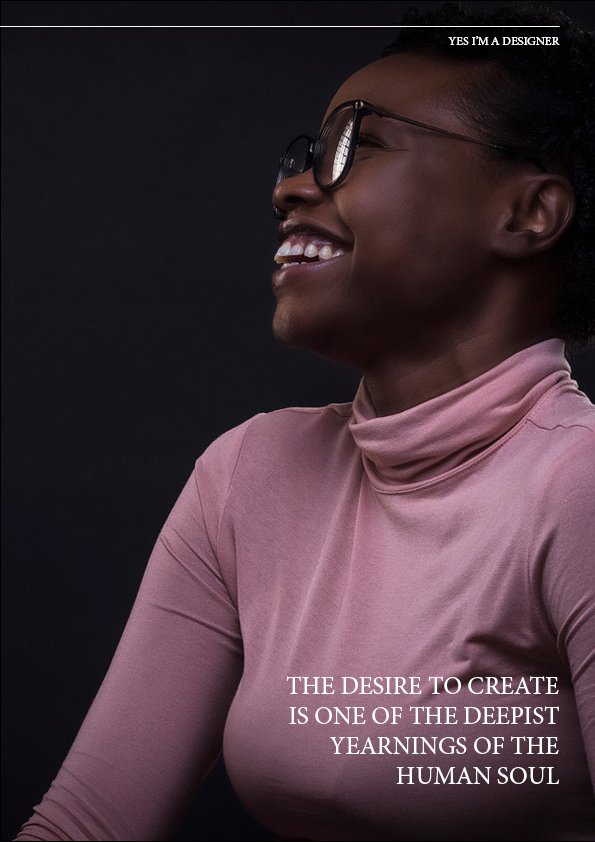 YES I'M A DESIGNER
THE DESIRE TO CREATE
IS ONE OF THE DEEPIST
YEARNINGS OF THE
HUMAN SOUL